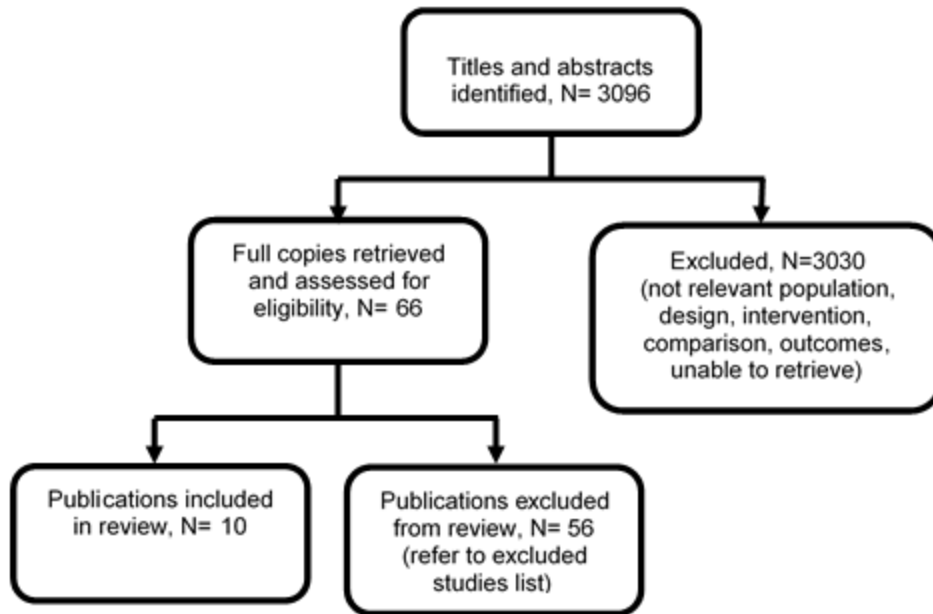 Titles and abstracts
identified, N= 3096
Full copies retrieved
and assessed for
eligibility, N= 66
Excluded, N=3030
(not relevant population,
design, intervention,
comparison, outcomes,
unable to retrieve)
Publications included
in review, N= 10
Publications excluded
from review, N= 56
(refer to excluded
studies list)